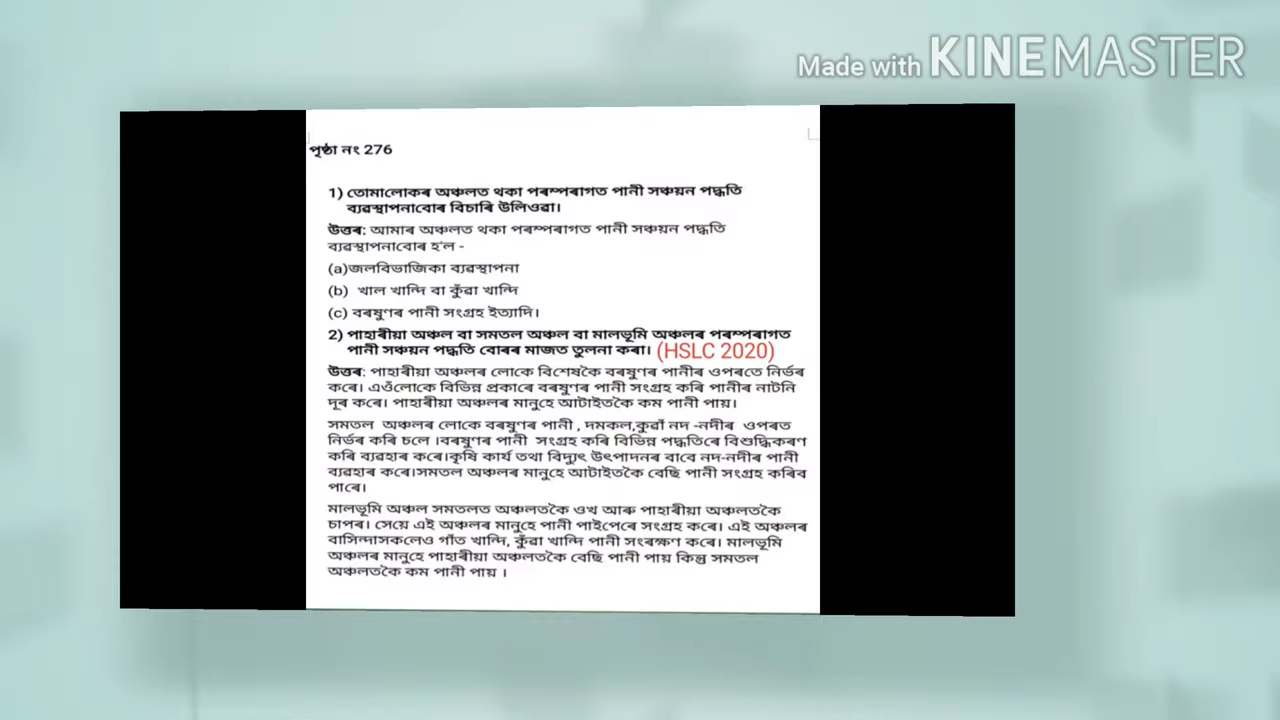 Made with KINEMASTER
পৃষ্ঠা নং 276
1) তোমালোকৰ অঞ্চলত থকা পৰম্পৰাগত পানী সঞ্চয়ন পদ্ধতি
ব্যৱস্থাপনাবোৰ বিচাৰি উলিওৱা।
উত্তৰ: আমাৰ অঞ্চলত থকা পৰম্পৰাগত পানী সঞ্চয়ন পদ্ধতি
ব্যৱস্থাপনাবোৰ হ'ল -
(a)জলবিভাজিকা ব্যৱস্থাপনা
(b) খাল খান্দি বা কুঁৱা খান্দি
(c) বৰষুণৰ পানী সংগ্ৰহ ইত্যাদি।
2) পাহাৰীয়া অঞ্চল বা সমতল অঞ্চল বা মালভূমি অঞ্চলৰ পৰম্পৰাগত
পানী সঞ্চয়ন পদ্ধতি বোৰৰ মাজত তুলনা কৰা। (HSLC 2020)
উত্তৰ: পাহাৰীয়া অঞ্চলৰ লোকে বিশেষকৈ বৰষুণৰ পানীৰ ওপৰতে নিৰ্ভৰ
কৰে। এওঁলোকে বিভিন্ন প্ৰকাৰে বৰষুণৰ পানী সংগ্ৰহ কৰি পানীৰ নাটনি
দূৰ কৰে। পাহাৰীয়া অঞ্চলৰ মানুহে আটাইতকৈ কম পানী পায়।
সমতল অঞ্চলৰ লোকে বৰষুণৰ পানী , দমকল,কুৱাঁ নদ -নদীৰ ওপৰত
নিৰ্ভৰ কৰি চলে ।বৰষুণৰ পানী সংগ্ৰহ কৰি বিভিন্ন পদ্ধতিৰে বিশুদ্ধিকৰণ
কৰি ব্যৱহাৰ কৰে।কৃষি কাৰ্য তথা বিদ্যুৎ উৎপাদনৰ বাবে নদ-নদীৰ পানী
ব্যৱহাৰ কৰে।সমতল অঞ্চলৰ মানুহে আটাইতকৈ বেছি পানী সংগ্ৰহ কৰিব
পাৰে।
মালভূমি অঞ্চল সমতলত অঞ্চলতকৈ ওখ আৰু পাহাৰীয়া অঞ্চলতকৈ
চাপৰ। সেয়ে এই অঞ্চলৰ মানুহে পানী পাইপেৰে সংগ্ৰহ কৰে। এই অঞ্চলৰ
বাসিন্দাসকলেও গাঁত খান্দি, কুঁৱা খান্দি পানী সংৰক্ষণ কৰে। মালভূমি
অঞ্চলৰ মানুহে পাহাৰীয়া অঞ্চলতকৈ বেছি পানী পায় কিন্তু সমতল
অঞ্চলতকৈ কম পানী পায় ।